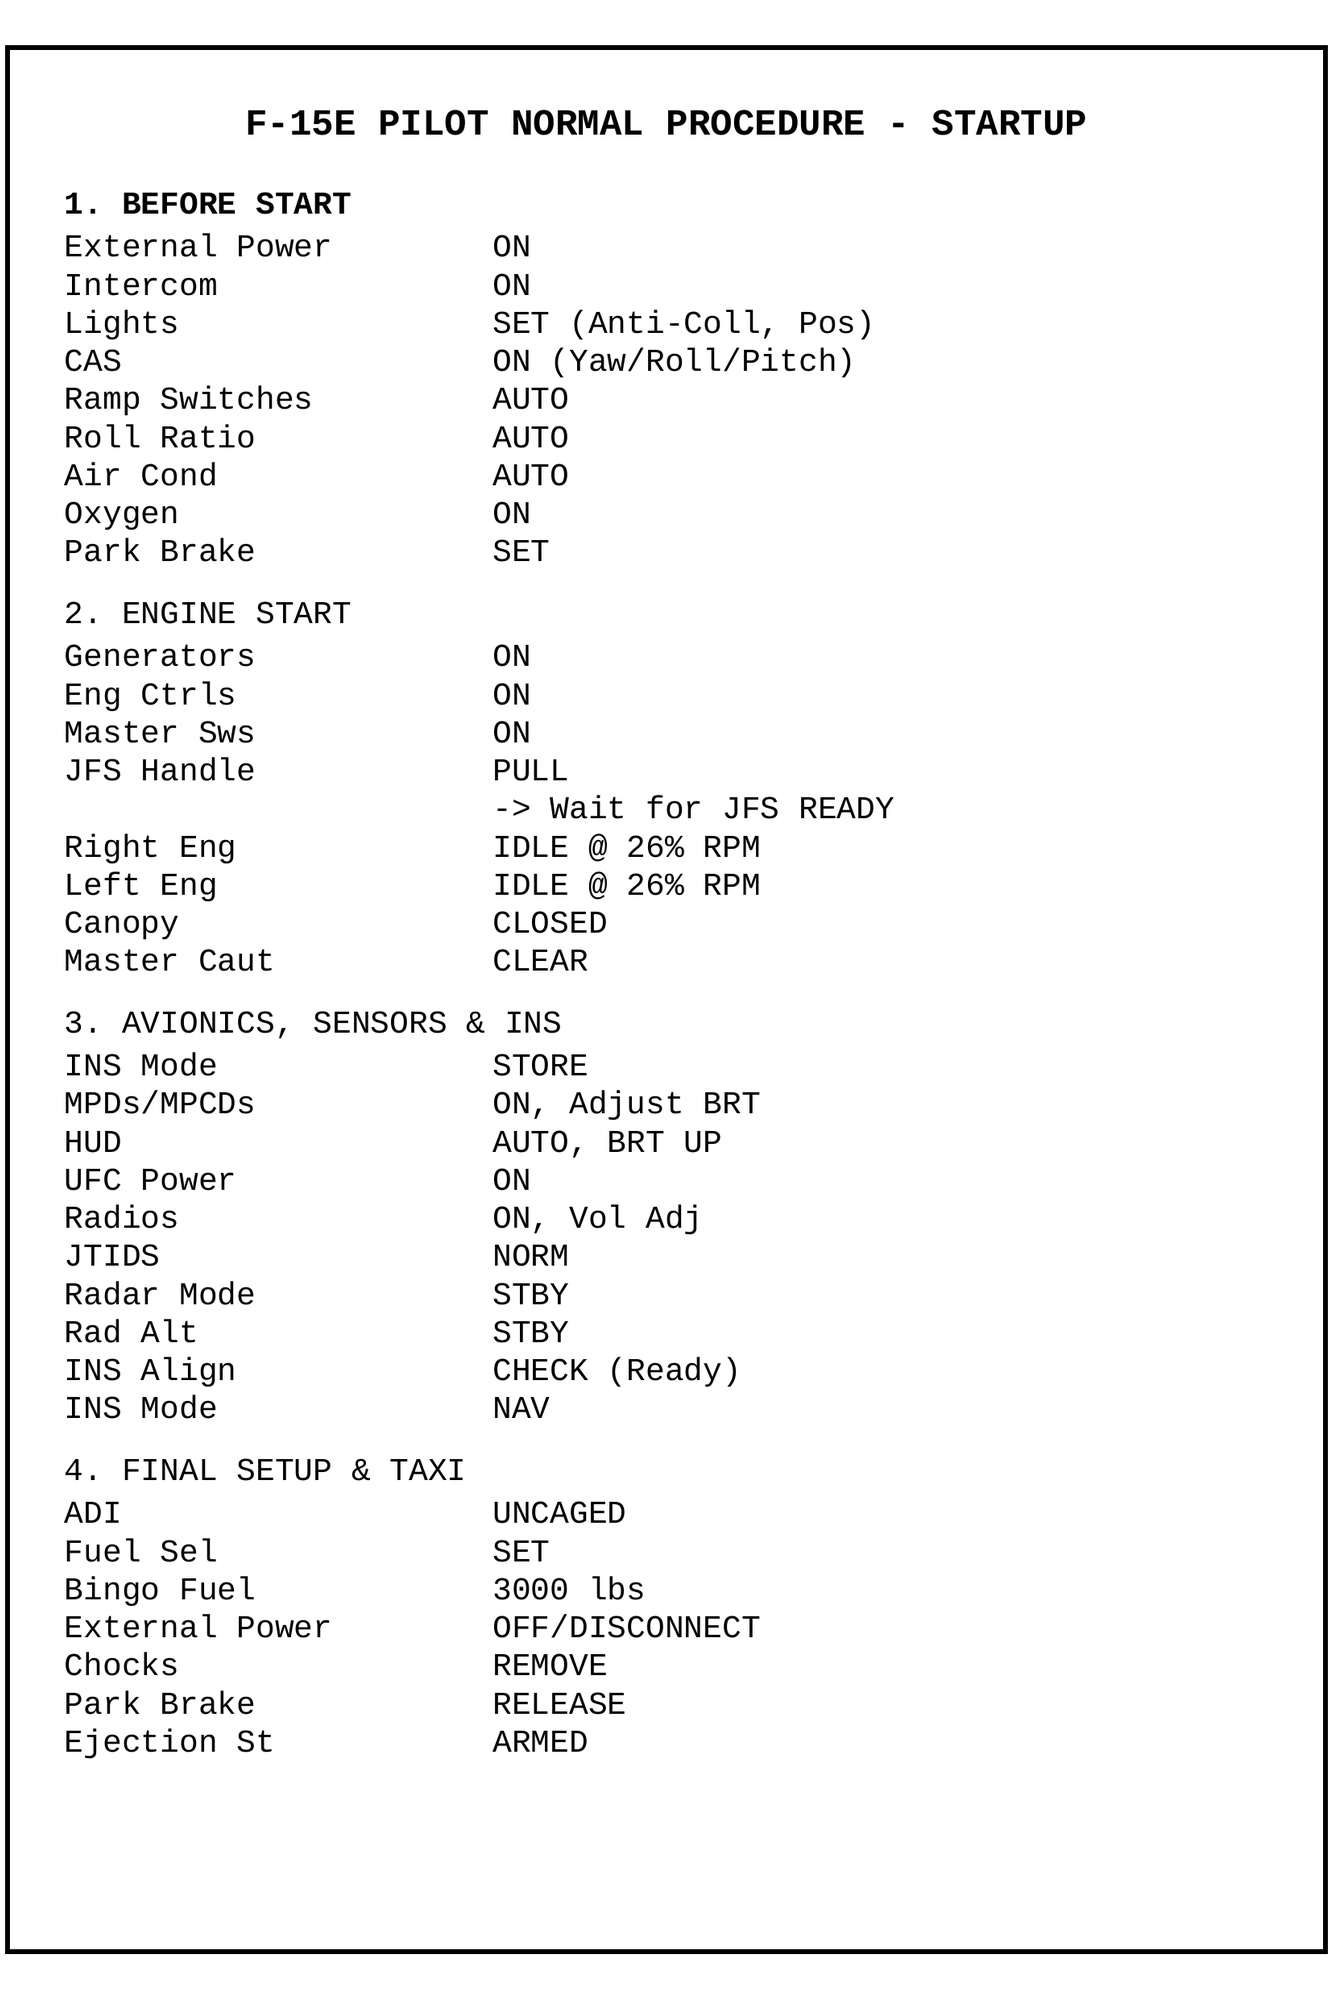 F-15E PILOT NORMAL PROCEDURE - STARTUP
1. BEFORE START
External Power ON
Intercom ON
Lights SET (Anti-Coll, Pos)
CAS ON (Yaw/Roll/Pitch)
Ramp Switches AUTO
Roll Ratio AUTO
Air Cond AUTO
Oxygen ON
Park Brake SET
2. ENGINE START
Generators ON
Eng Ctrls ON
Master Sws ON
JFS Handle PULL
-> Wait for JFS READY
Right Eng IDLE @ 26% RPM
Left Eng IDLE @ 26% RPM
Canopy CLOSED
Master Caut CLEAR
3. AVIONICS, SENSORS & INS
INS Mode STORE
MPDs/MPCDs ON, Adjust BRT
HUD AUTO, BRT UP
UFC Power ON
Radios ON, Vol Adj
JTIDS NORM
Radar Mode STBY
Rad Alt STBY
INS Align CHECK (Ready)
INS Mode NAV
4. FINAL SETUP & TAXI
ADI UNCAGED
Fuel Sel SET
Bingo Fuel 3000 lbs
External Power OFF/DISCONNECT
Chocks REMOVE
Park Brake RELEASE
Ejection St ARMED